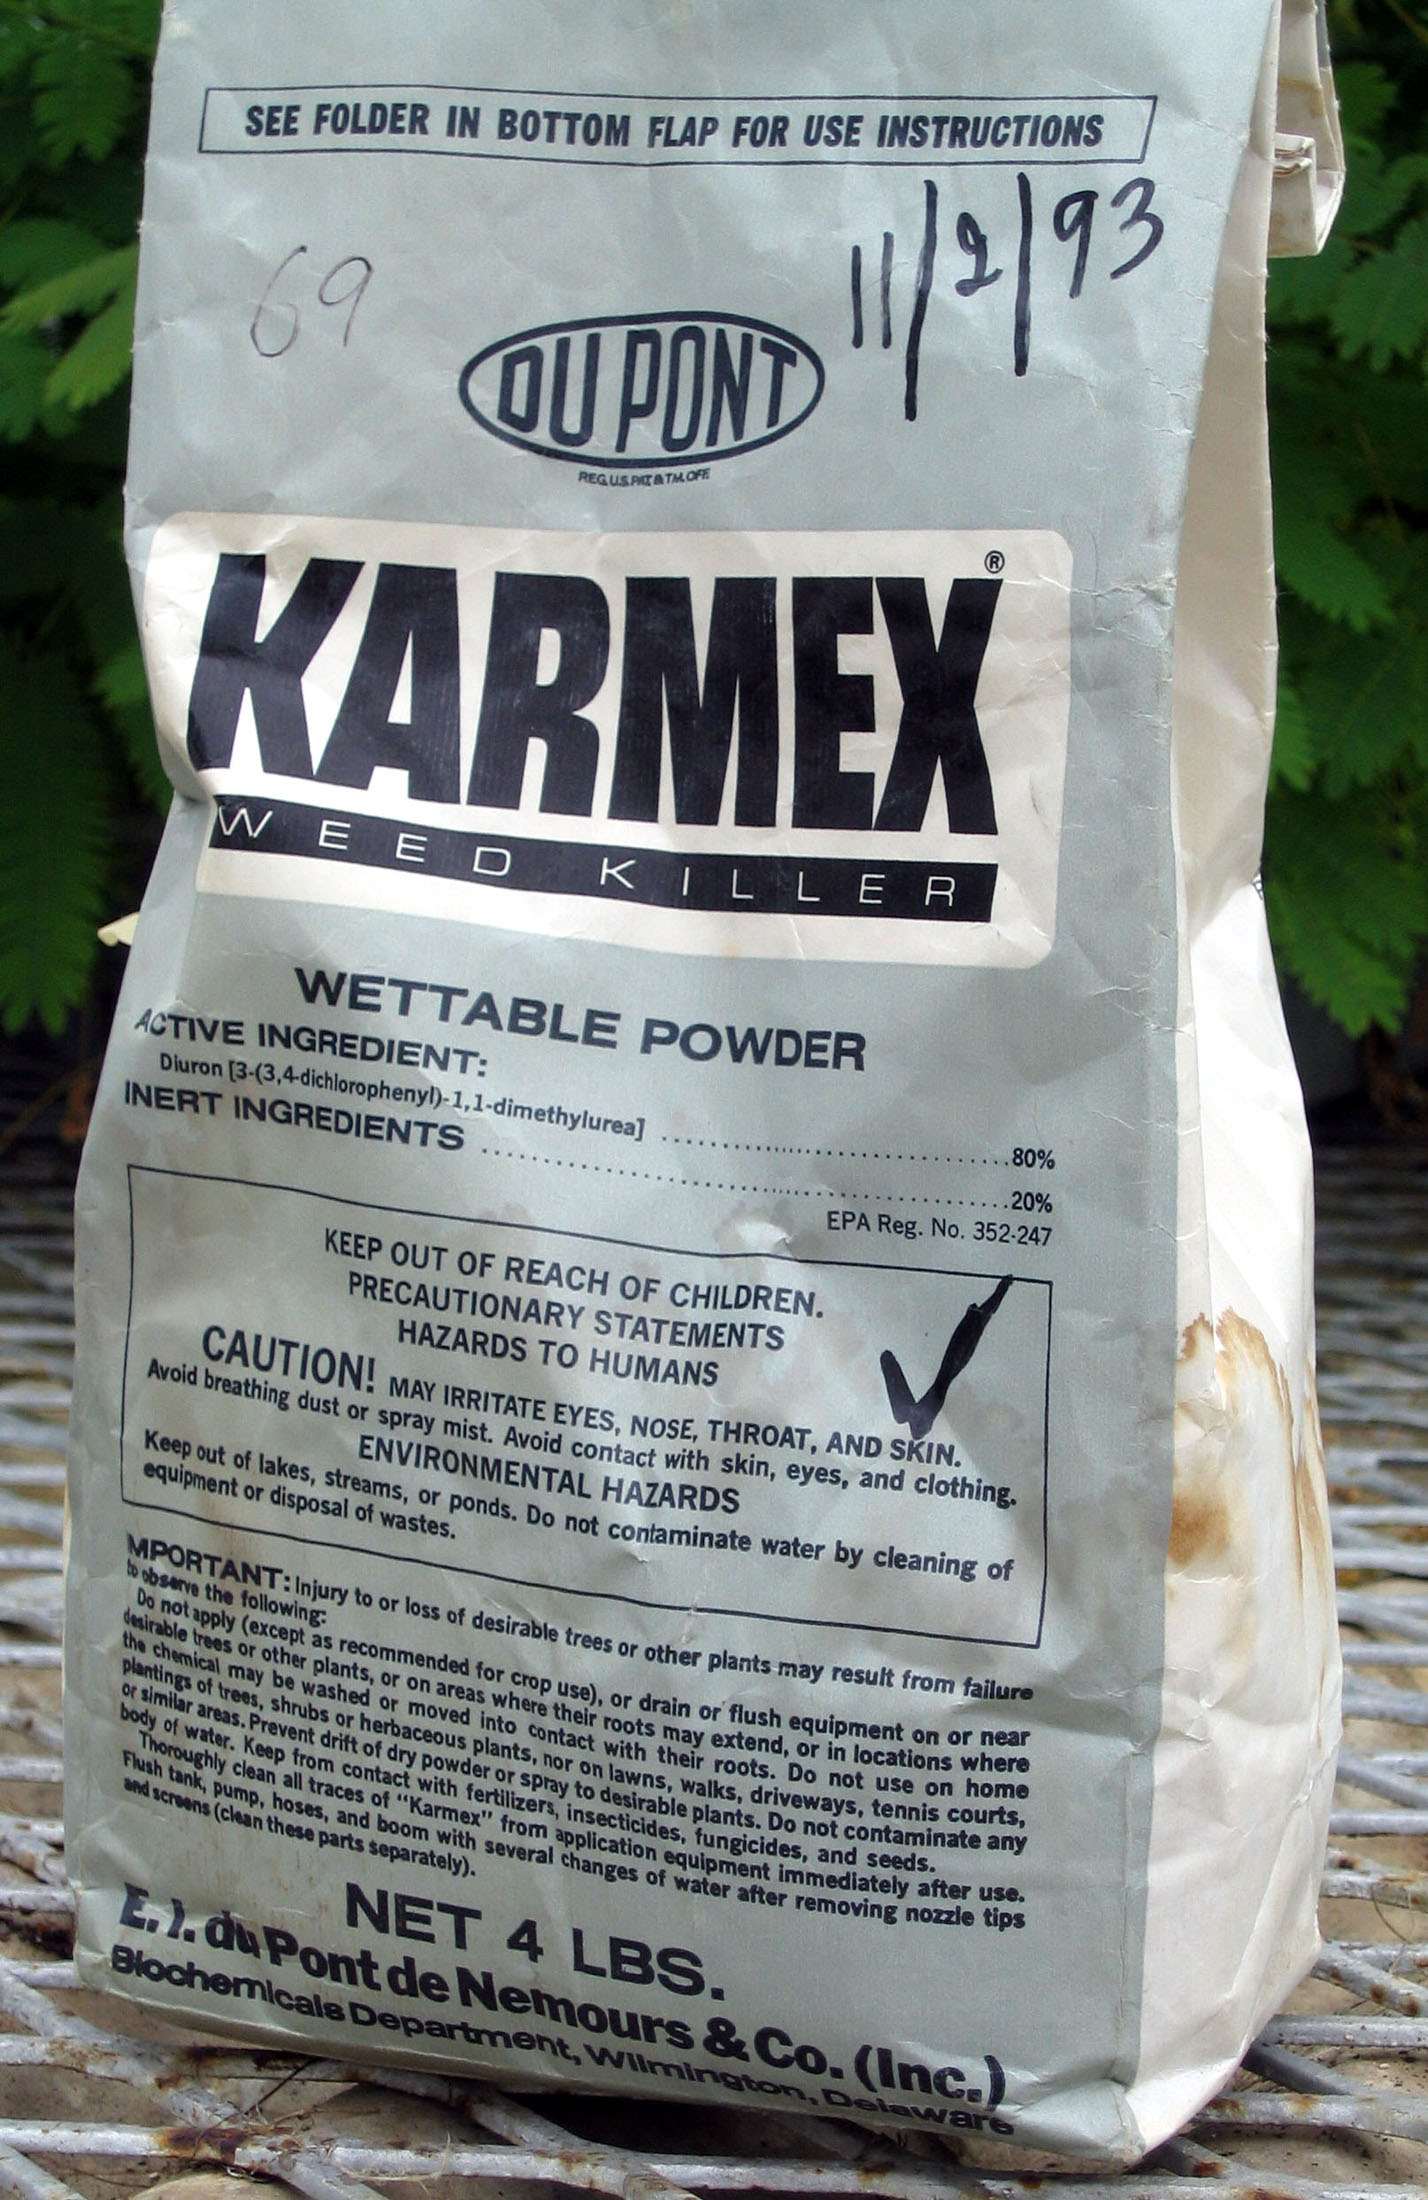 SEE FOLDER IN BOTTOM FLAP FOR USE INSTRUCTIONS
11/2/93
69
DU PONT
REG. U.S. PAT. & TM. OFF.
KARMEX®
WEED KILLER
WETTABLE POWDER
ACTIVE INGREDIENT:
Diuron [3-(3,4-dichlorophenyl)-1,1-dimethylurea] ........................................80%
INERT INGREDIENTS ........................................20%
EPA Reg. No. 352-247
KEEP OUT OF REACH OF CHILDREN.
PRECAUTIONARY STATEMENTS
HAZARDS TO HUMANS
CAUTION! MAY IRRITATE EYES, NOSE, THROAT, AND SKIN.
Avoid breathing dust or spray mist. Avoid contact with skin, eyes, and clothing.
ENVIRONMENTAL HAZARDS
Keep out of lakes, streams, or ponds. Do not contaminate water by cleaning of
equipment or disposal of wastes.
MPORTANT: Injury to or loss of desirable trees or other plants may result from failure
to observe the following:
Do not apply (except as recommended for crop use), or drain or flush equipment on or near
desirable trees or other plants, or on areas where their roots may extend, or in locations where
the chemical may be washed or moved into contact with their roots. Do not use on home
plantings of trees, shrubs or herbaceous plants, nor on lawns, walks, driveways, tennis courts,
or similar areas. Prevent drift of dry powder or spray to desirable plants. Do not contaminate any
body of water. Keep from contact with fertilizers, insecticides, fungicides, and seeds.
Thoroughly clean all traces of "Karmex" from application equipment immediately after use.
Flush tank, pump, hoses, and boom with several changes of water after removing nozzle tips
and screens (clean these parts separately).
NET 4 LBS.
E. I. du Pont de Nemours & Co. (Inc.)
Biochemicals Department, Wilmington, Delaware